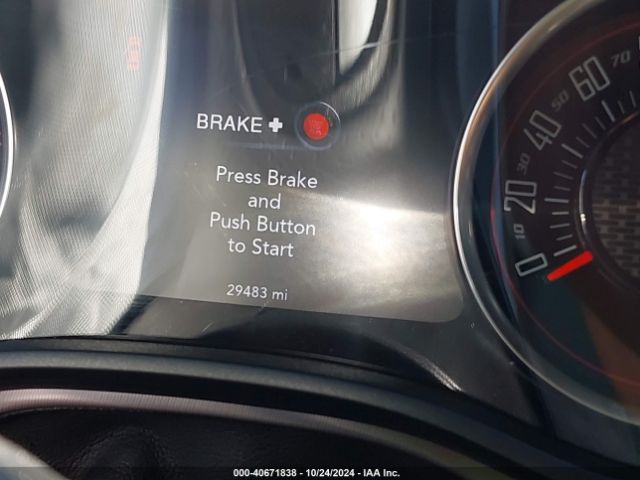 BRAKE +
Press Brake
and
Push Button
to Start
29483 mi
0
10
20
30
40
50
60
70
000-40671838 - 10/24/2024 - IAA Inc.